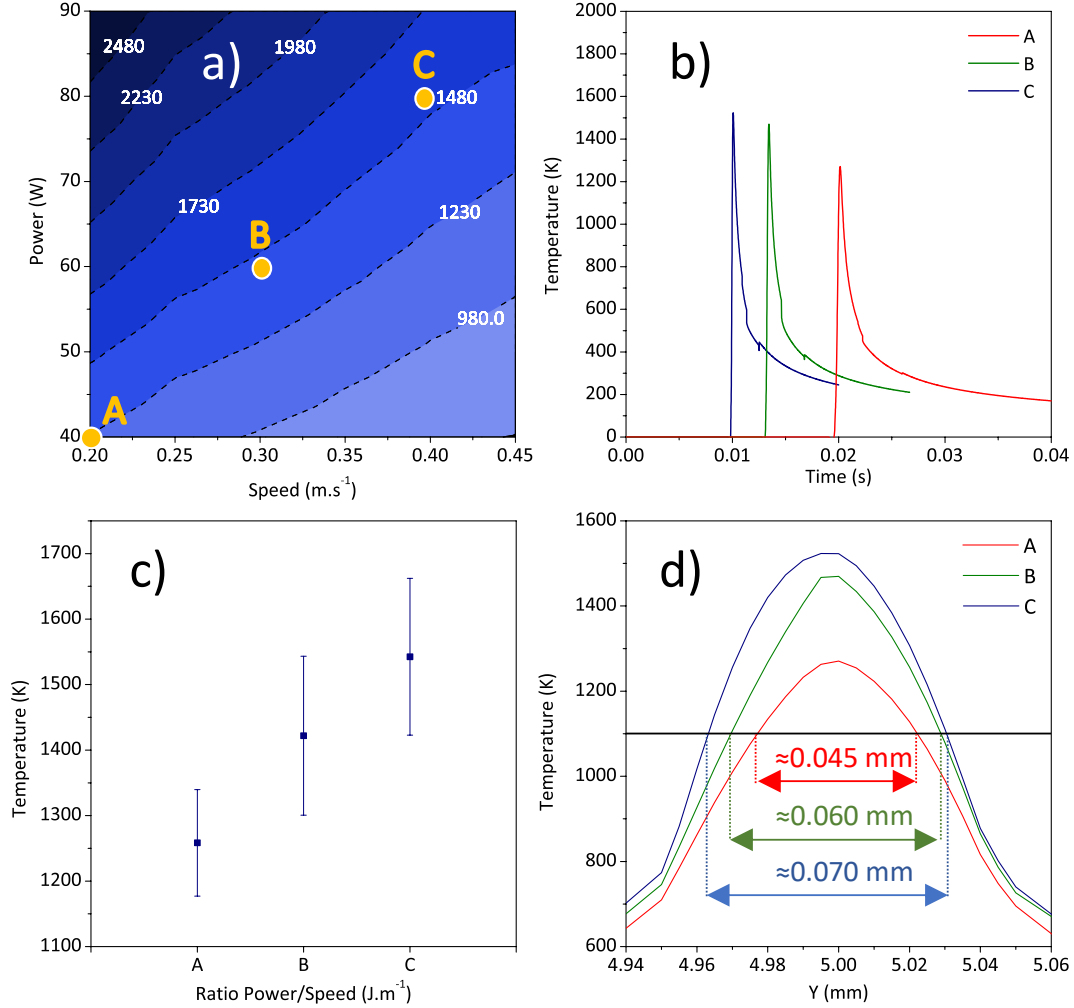 90
80
70
60
50
40
Power (W)
0.20
0.25
0.30
0.35
0.40
0.45
Speed (m.s⁻¹)
2480
2230
1980
1730
1480
1230
980.0
a)
A
B
C
2000
1800
1600
1400
1200
1000
800
600
400
200
0
Temperature (K)
0.00
0.01
0.02
0.03
0.04
Time (s)
b)
A
B
C
1700
1600
1500
1400
1300
1200
1100
Temperature (K)
A
B
C
Ratio Power/Speed (J.m⁻¹)
c)
1600
1400
1200
1000
800
600
Temperature (K)
4.94
4.96
4.98
5.00
5.02
5.04
5.06
Y (mm)
d)
A
B
C
≈0.045 mm
≈0.060 mm
≈0.070 mm